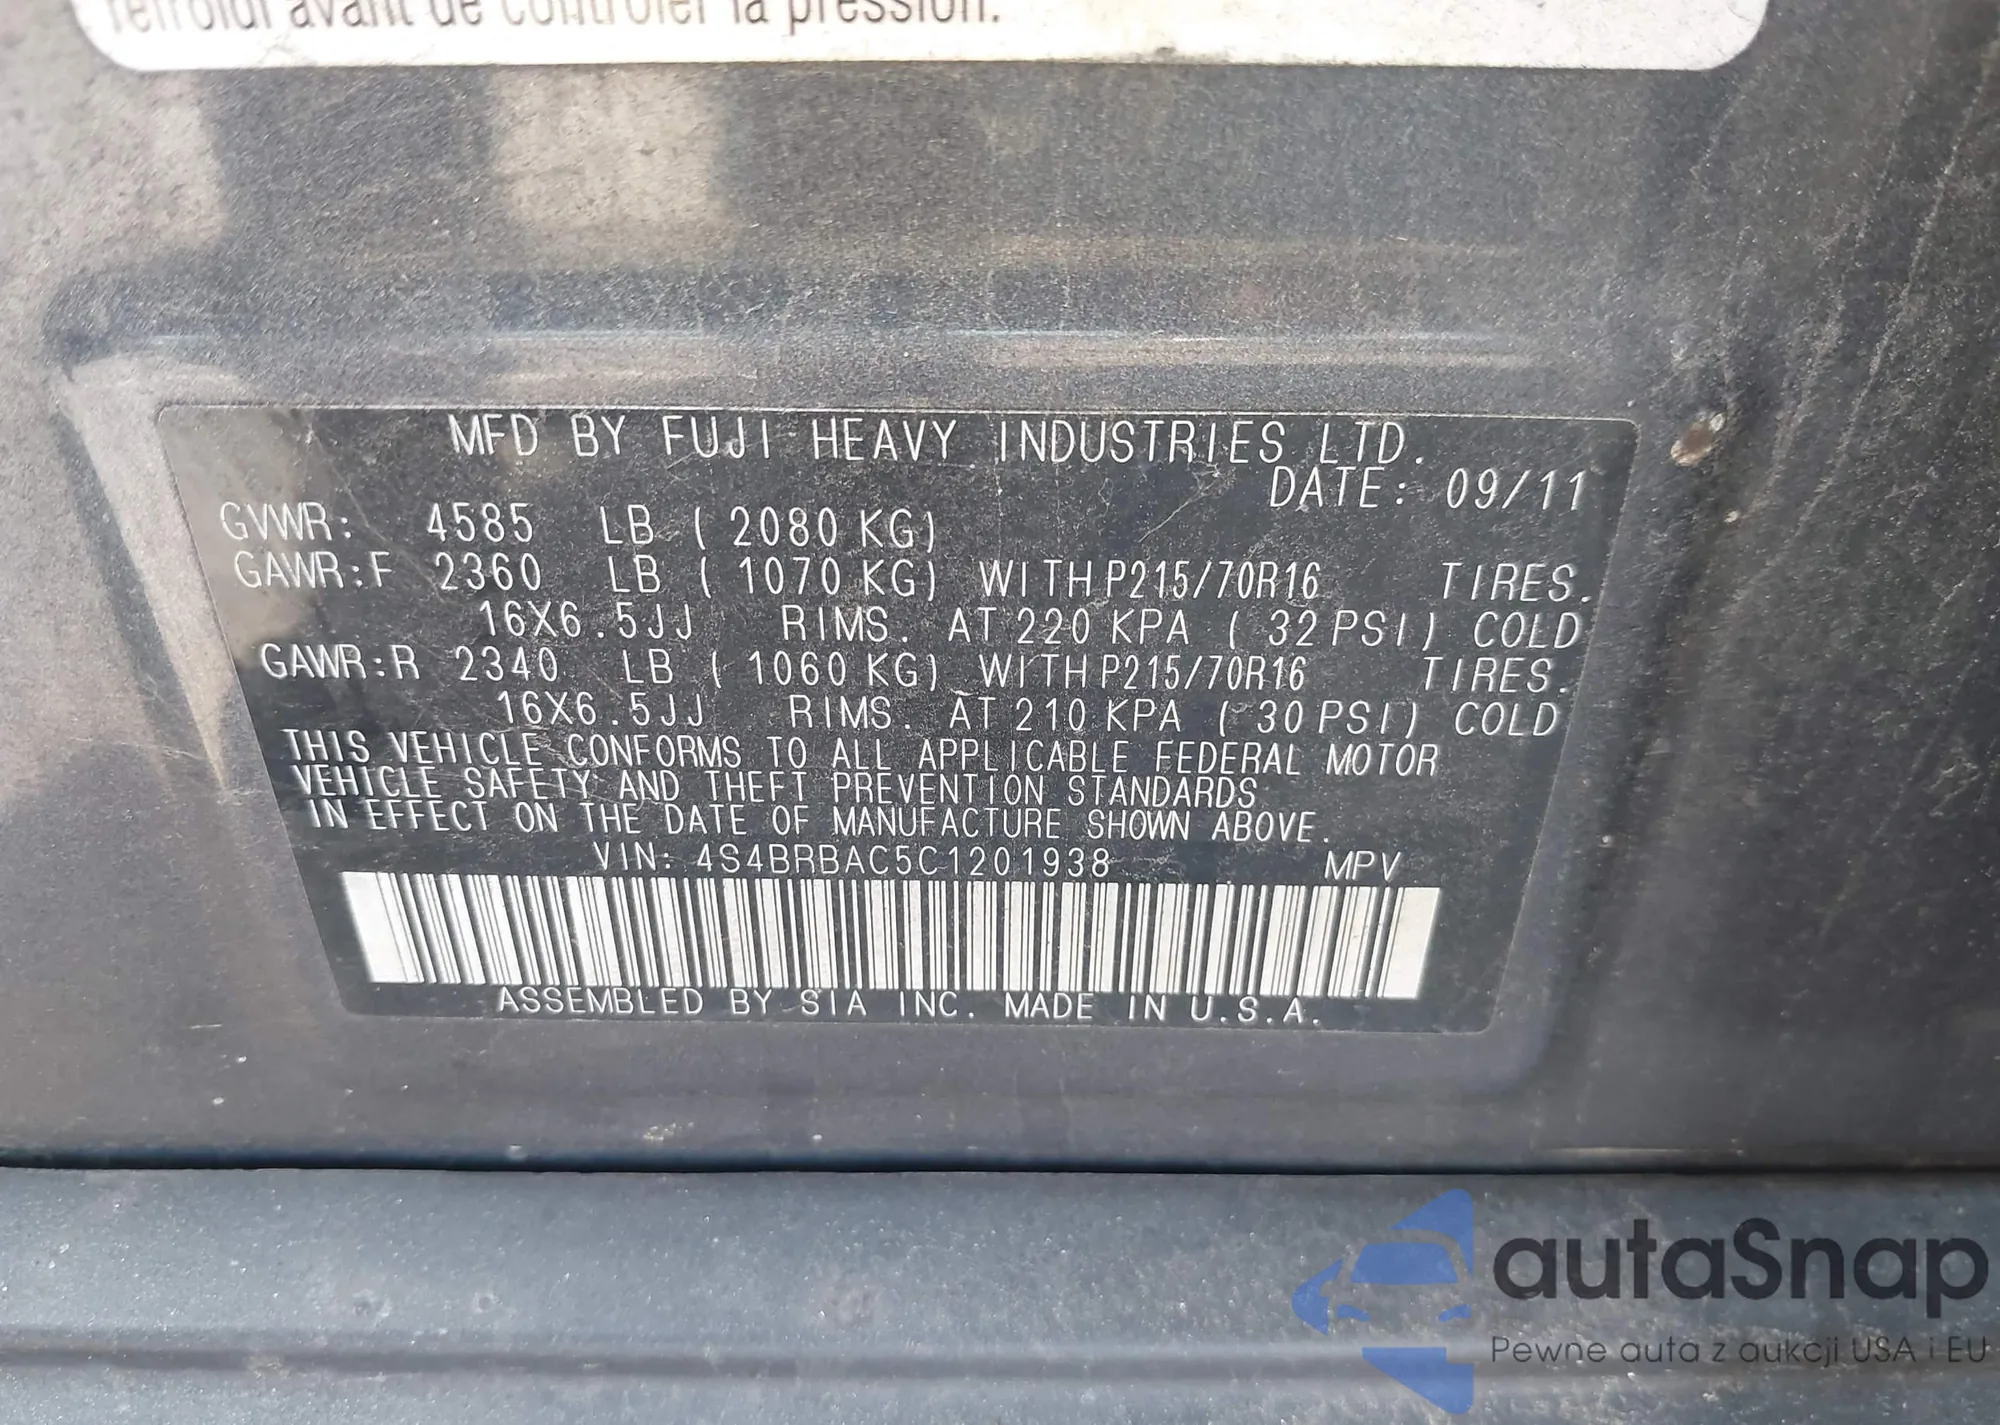 refroidi avant de contrôler la pression.
MFD BY FUJI HEAVY INDUSTRIES LTD.
DATE: 09/11
GVWR: 4585 LB ( 2080 KG)
GAWR:F 2360 LB ( 1070 KG) WITH P215/70R16 TIRES.
16X6.5JJ RIMS. AT 220 KPA ( 32 PSI) COLD
GAWR:R 2340 LB ( 1060 KG) WITH P215/70R16 TIRES.
16X6.5JJ RIMS. AT 210 KPA ( 30 PSI) COLD
THIS VEHICLE CONFORMS TO ALL APPLICABLE FEDERAL MOTOR
VEHICLE SAFETY AND THEFT PREVENTION STANDARDS
IN EFFECT ON THE DATE OF MANUFACTURE SHOWN ABOVE.
VIN: 4S4BRBAC5C1201938 MPV
ASSEMBLED BY SIA INC. MADE IN U.S.A.
autaSnap
Pewne auta z aukcji USA i EU